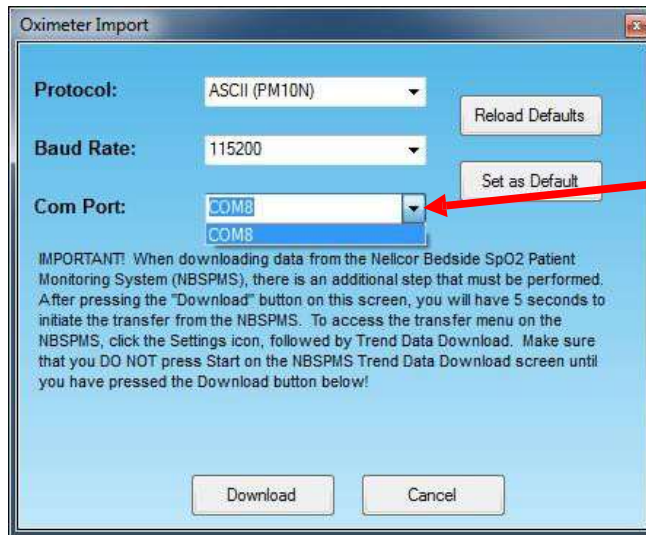 Oximeter Import
Protocol: ASCII (PM10N)
Reload Defaults
Baud Rate: 115200
Set as Default
Com Port: COM8
COM8
IMPORTANT! When downloading data from the Nellcor Bedside SpO2 Patient
Monitoring System (NBSPMS), there is an additional step that must be performed.
After pressing the "Download" button on this screen, you will have 5 seconds to
initiate the transfer from the NBSPMS. To access the transfer menu on the
NBSPMS, click the Settings icon, followed by Trend Data Download. Make sure
that you DO NOT press Start on the NBSPMS Trend Data Download screen until
you have pressed the Download button below!
Download Cancel